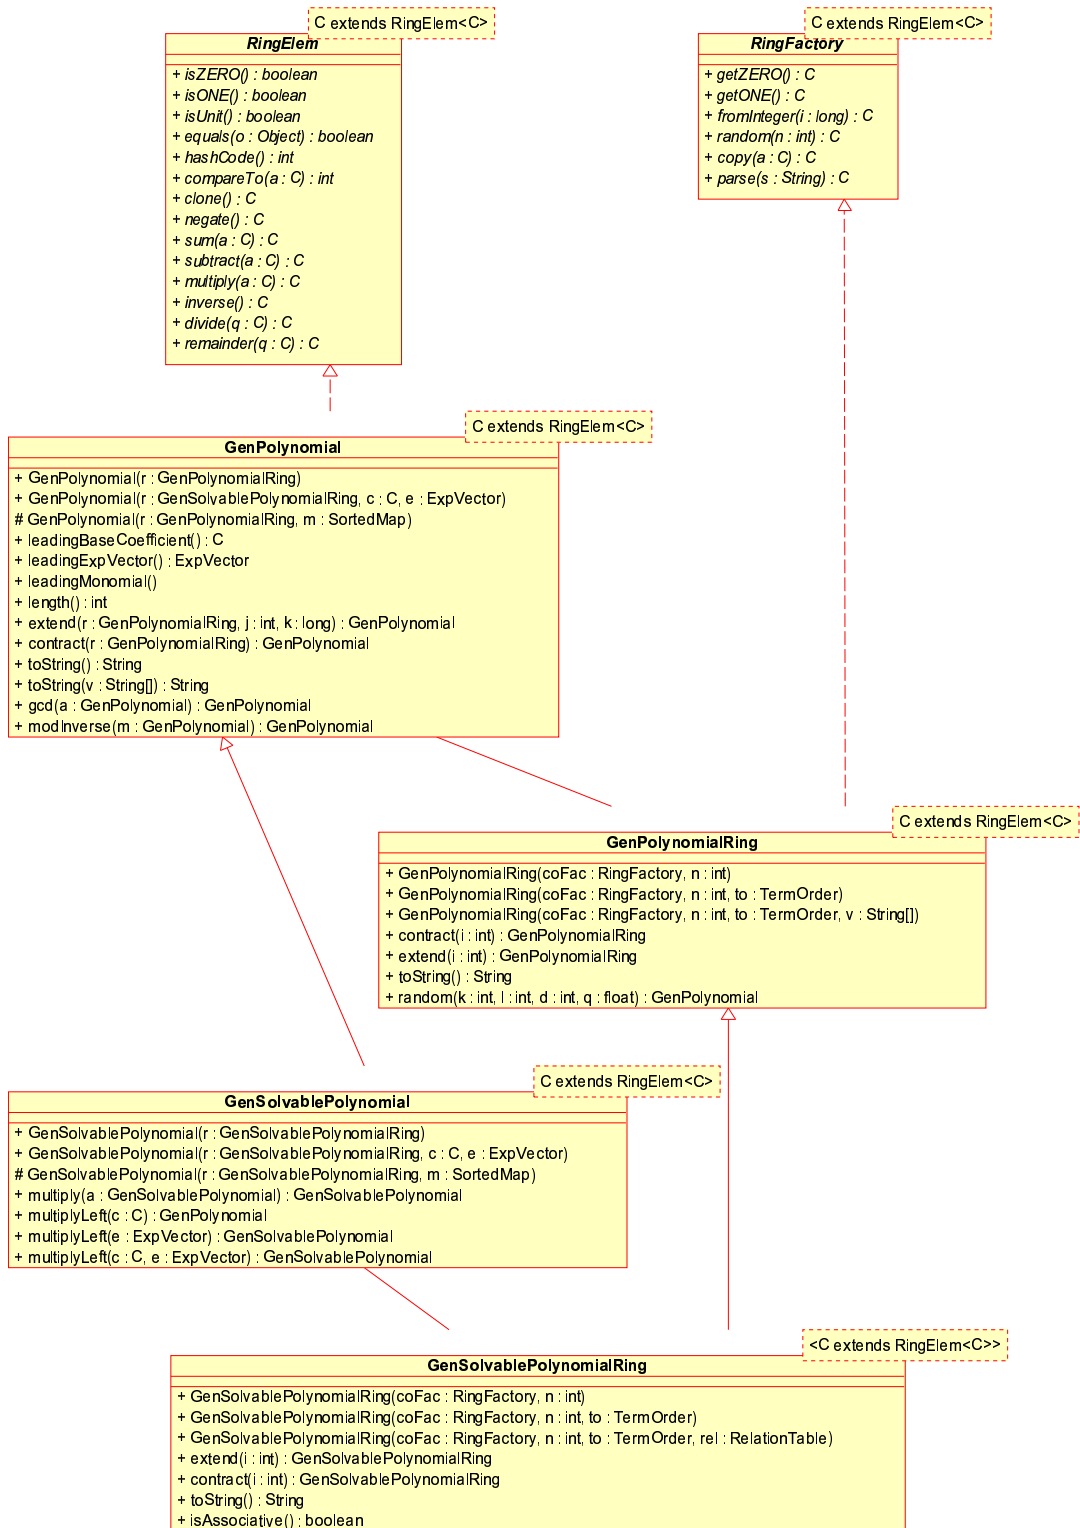 C extends RingElem<C>
RingElem
+ isZERO() : boolean
+ isONE() : boolean
+ isUnit() : boolean
+ equals(o : Object) : boolean
+ hashCode() : int
+ compareTo(a : C) : int
+ clone() : C
+ negate() : C
+ sum(a : C) : C
+ subtract(a : C) : C
+ multiply(a : C) : C
+ inverse() : C
+ divide(q : C) : C
+ remainder(q : C) : C
C extends RingElem<C>
RingFactory
+ getZERO() : C
+ getONE() : C
+ fromInteger(i : long) : C
+ random(n : int) : C
+ copy(a : C) : C
+ parse(s : String) : C
C extends RingElem<C>
GenPolynomial
+ GenPolynomial(r : GenPolynomialRing)
+ GenPolynomial(r : GenSolvablePolynomialRing, c : C, e : ExpVector)
# GenPolynomial(r : GenPolynomialRing, m : SortedMap)
+ leadingBaseCoefficient() : C
+ leadingExpVector() : ExpVector
+ leadingMonomial()
+ length() : int
+ extend(r : GenPolynomialRing, j : int, k : long) : GenPolynomial
+ contract(r : GenPolynomialRing) : GenPolynomial
+ toString() : String
+ toString(v : String[]) : String
+ gcd(a : GenPolynomial) : GenPolynomial
+ modInverse(m : GenPolynomial) : GenPolynomial
C extends RingElem<C>
GenPolynomialRing
+ GenPolynomialRing(coFac : RingFactory, n : int)
+ GenPolynomialRing(coFac : RingFactory, n : int, to : TermOrder)
+ GenPolynomialRing(coFac : RingFactory, n : int, to : TermOrder, v : String[])
+ contract(i : int) : GenPolynomialRing
+ extend(i : int) : GenPolynomialRing
+ toString() : String
+ random(k : int, l : int, d : int, q : float) : GenPolynomial
C extends RingElem<C>
GenSolvablePolynomial
+ GenSolvablePolynomial(r : GenSolvablePolynomialRing)
+ GenSolvablePolynomial(r : GenSolvablePolynomialRing, c : C, e : ExpVector)
# GenSolvablePolynomial(r : GenSolvablePolynomialRing, m : SortedMap)
+ multiply(a : GenSolvablePolynomial) : GenSolvablePolynomial
+ multiplyLeft(c : C) : GenPolynomial
+ multiplyLeft(e : ExpVector) : GenSolvablePolynomial
+ multiplyLeft(c : C, e : ExpVector) : GenSolvablePolynomial
<C extends RingElem<C>>
GenSolvablePolynomialRing
+ GenSolvablePolynomialRing(coFac : RingFactory, n : int)
+ GenSolvablePolynomialRing(coFac : RingFactory, n : int, to : TermOrder)
+ GenSolvablePolynomialRing(coFac : RingFactory, n : int, to : TermOrder, rel : RelationTable)
+ extend(i : int) : GenSolvablePolynomialRing
+ contract(i : int) : GenSolvablePolynomialRing
+ toString() : String
+ isAssociative() : boolean